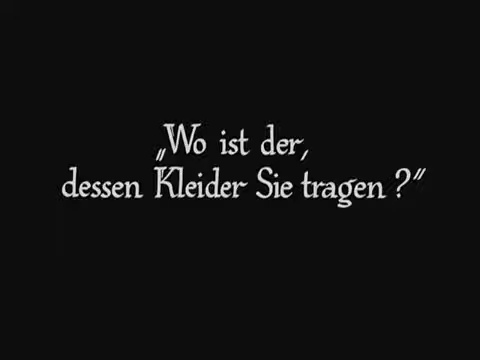 „Wo ist der,
dessen Kleider Sie tragen?“